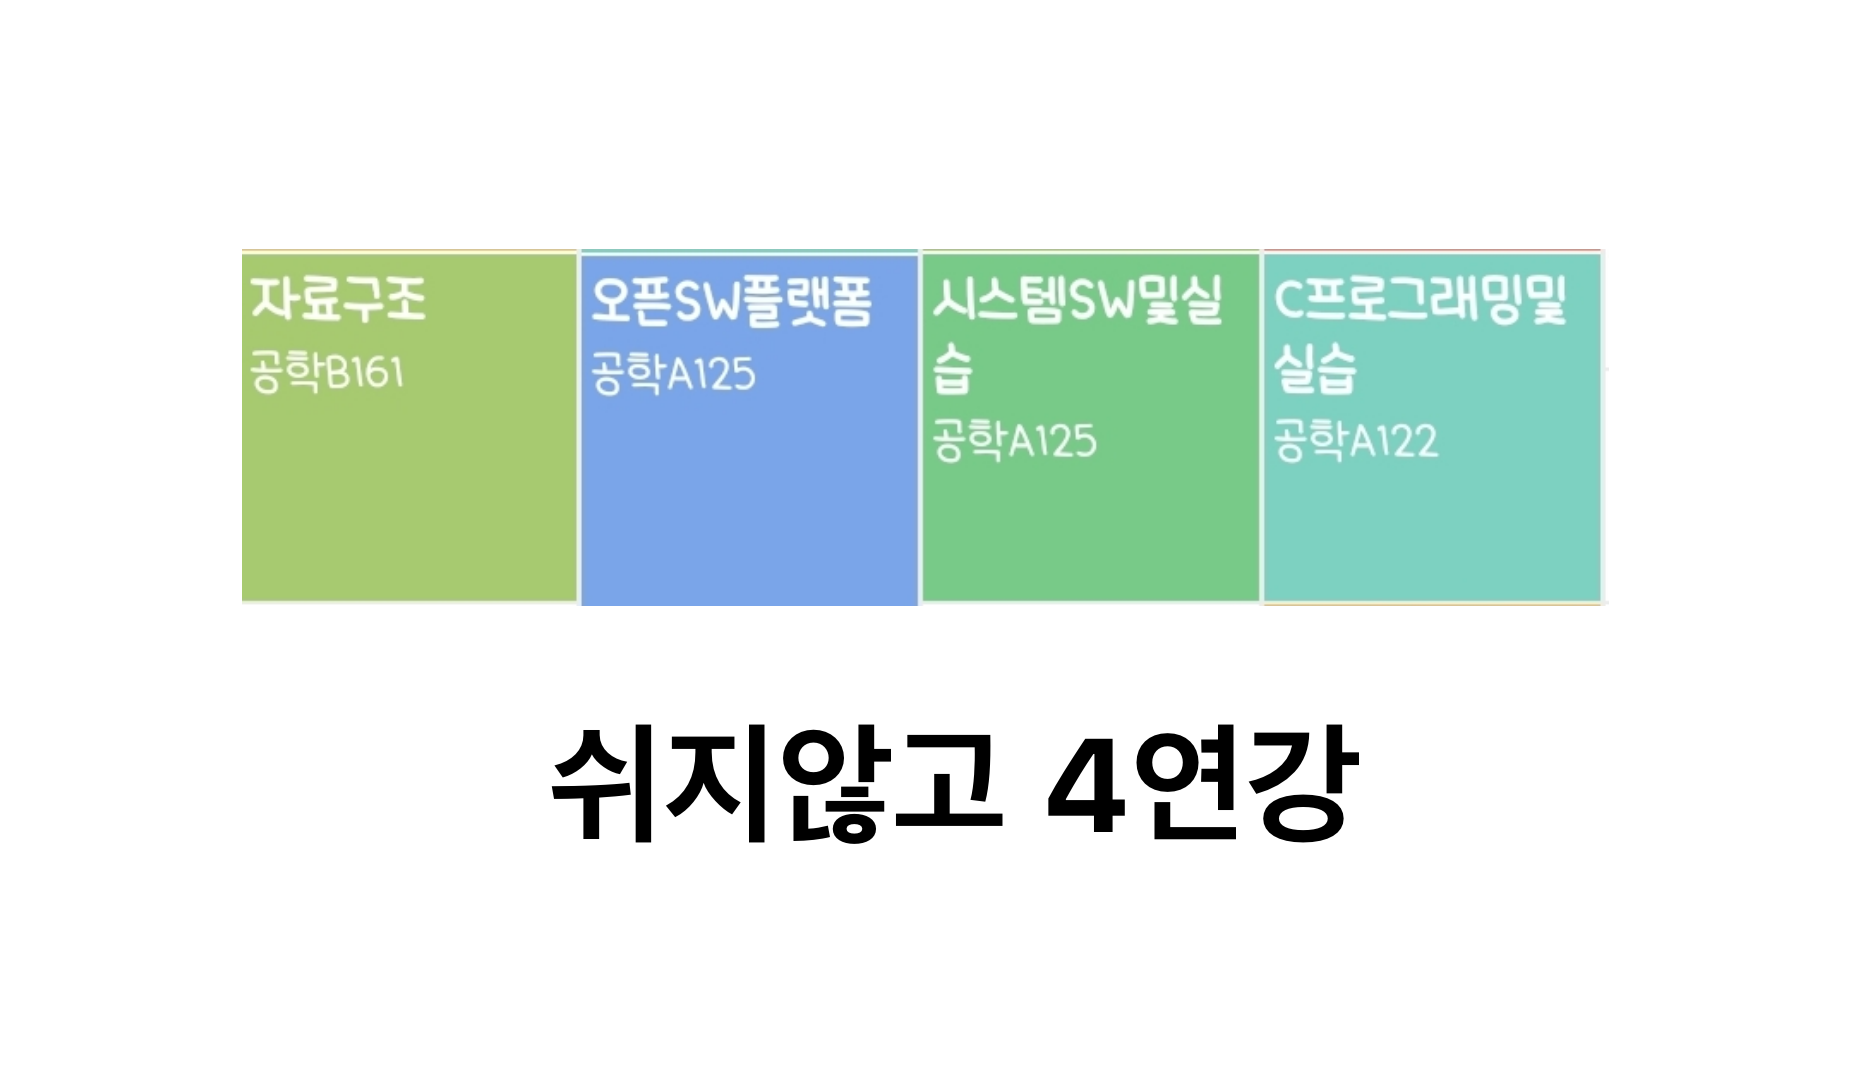 자료구조
공학B161
오픈SW플랫폼
공학A125
시스템SW및실
습
공학A125
C프로그래밍및
실습
공학A122
쉬지않고 4연강